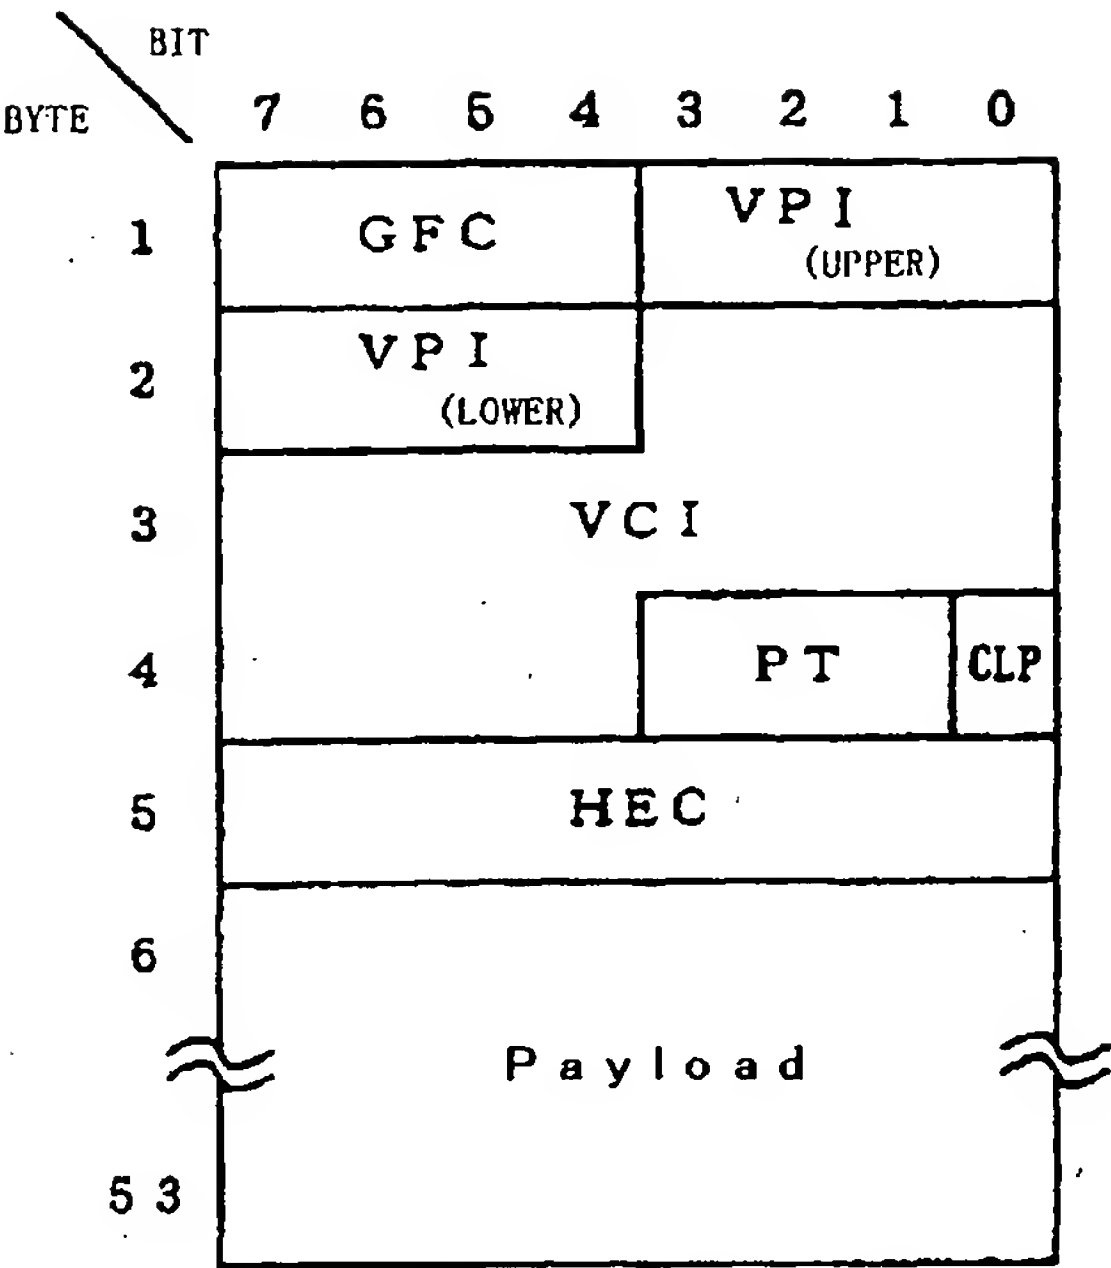 BIT
BYTE 7 6 5 4 3 2 1 0
1 GFC VPI
(UPPER)
2 VPI
(LOWER)
3 VCI
4 PT CLP
5 HEC
6
Payload
53